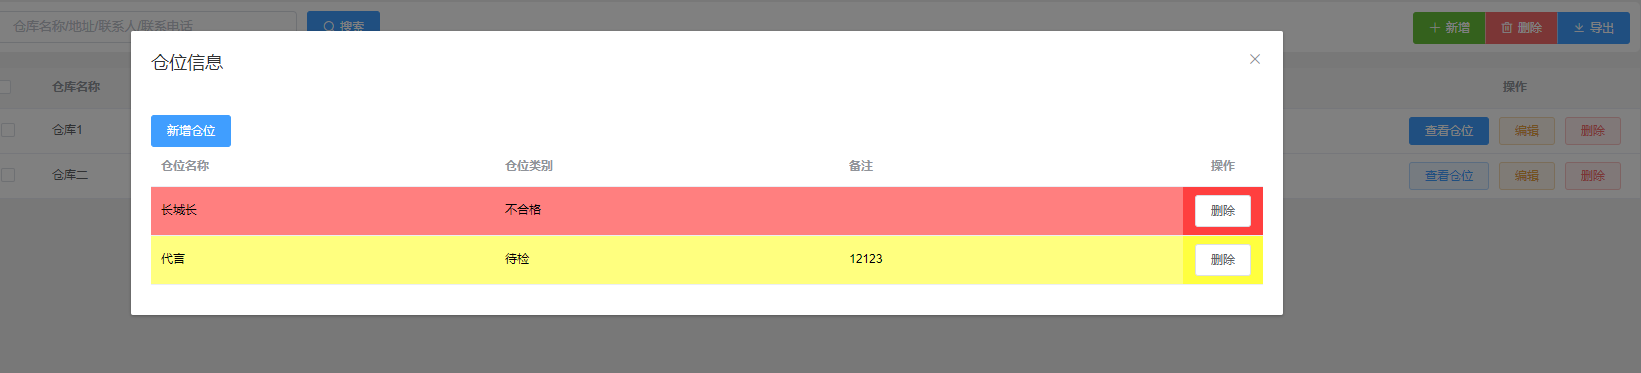 仓库名称/地址/联系人/联系电话 搜索 新增 删除 导出
仓位信息
仓库名称 操作
仓库1 查看仓位 编辑 删除
新增仓位
仓位名称 仓位类别 备注 操作
仓库二 查看仓位 编辑 删除
长城长 不合格 删除
代言 待检 12123 删除